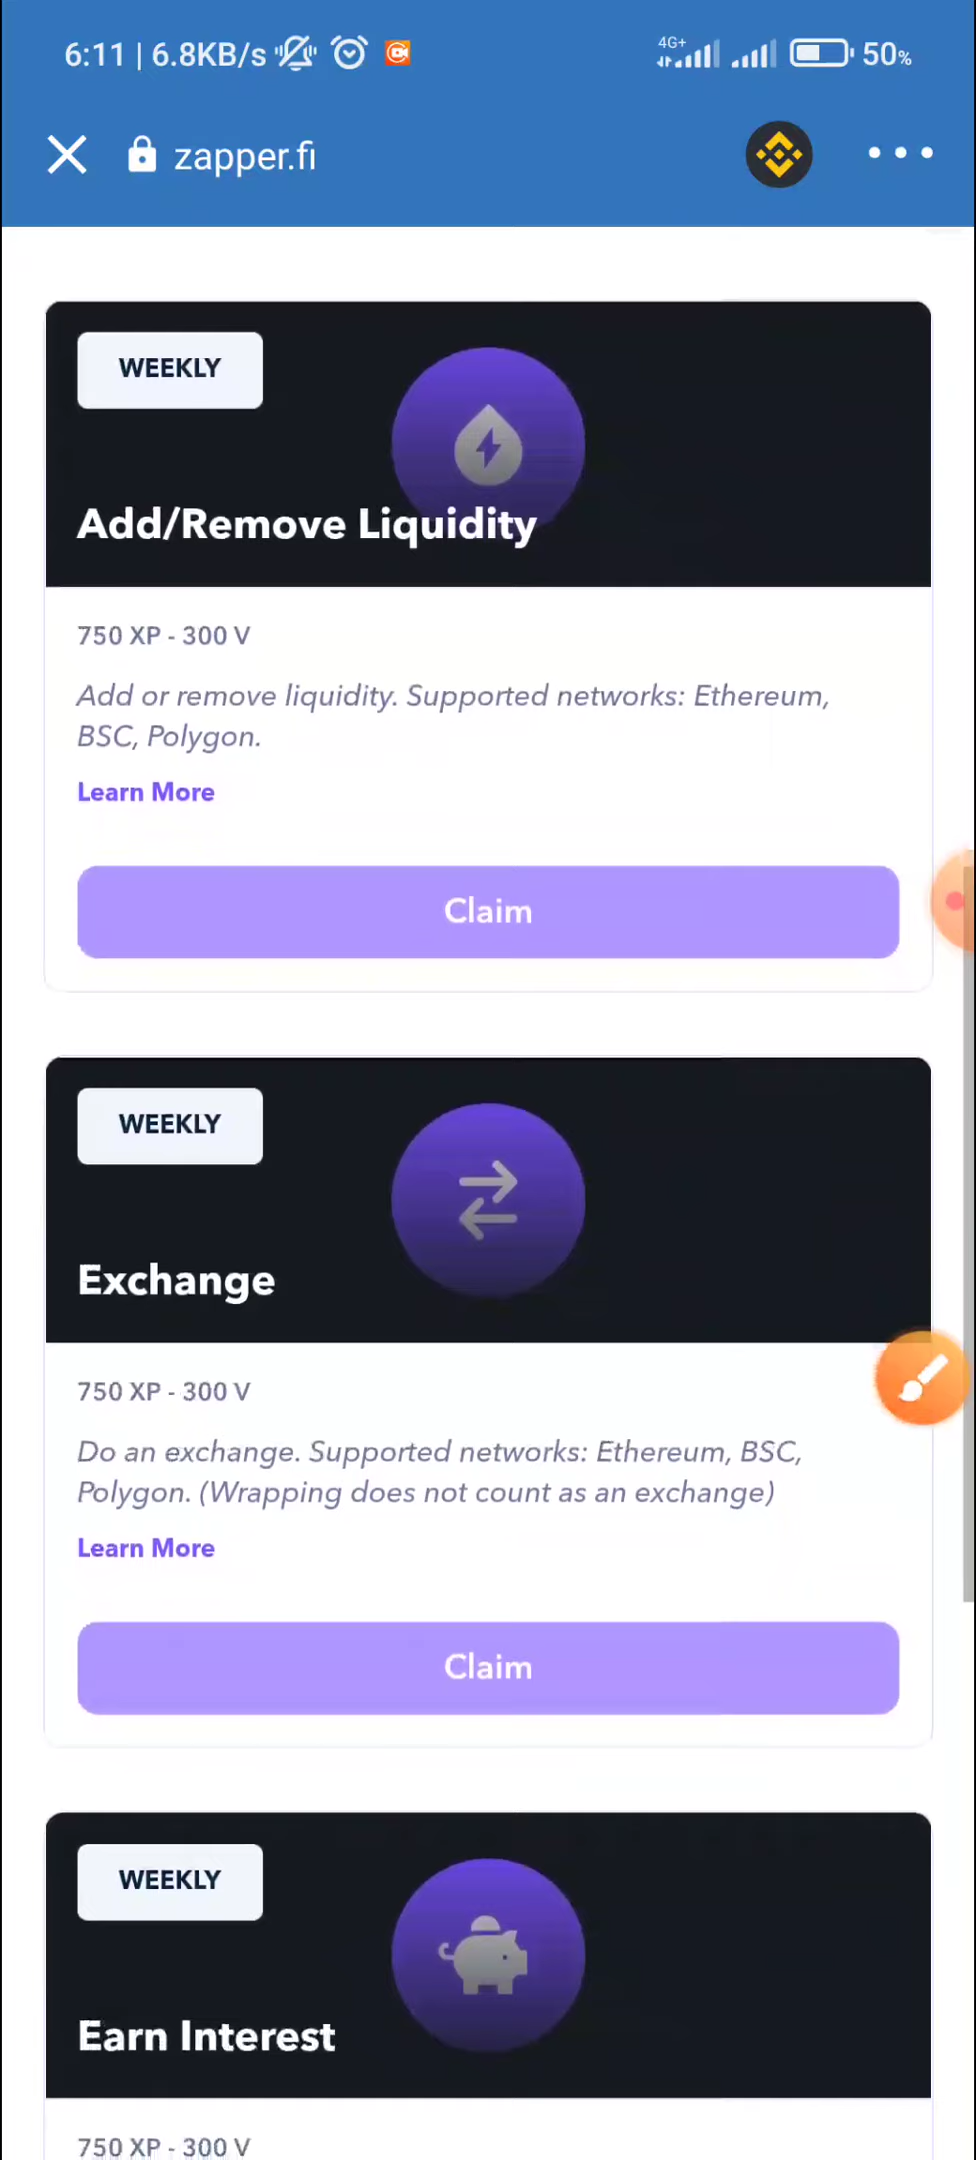 6:11 | 6.8KB/s 4G+ 50%
zapper.fi
WEEKLY
Add/Remove Liquidity
750 XP - 300 V
Add or remove liquidity. Supported networks: Ethereum,
BSC, Polygon.
Learn More
Claim
WEEKLY
Exchange
750 XP - 300 V
Do an exchange. Supported networks: Ethereum, BSC,
Polygon. (Wrapping does not count as an exchange)
Learn More
Claim
WEEKLY
Earn Interest
750 XP - 300 V